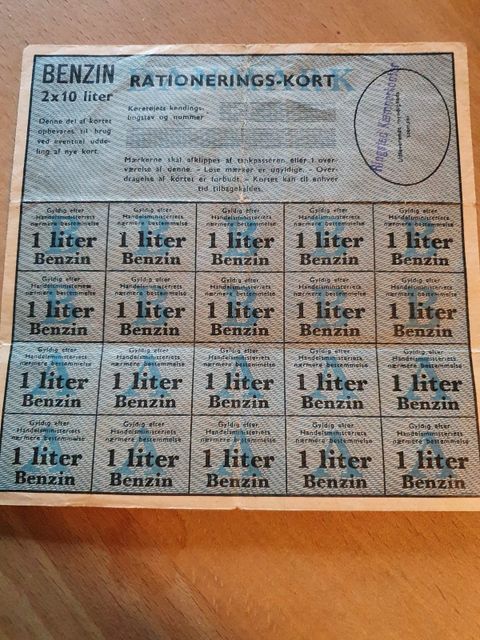 BENZIN
2x10 liter
RATIONERINGS-KORT
Denne del af kortet
opbevares til brug
ved eventuel udde-
ling af nye kort.
Køretøjets kendings-
bogstav og nummer
Mærkerne skal afklippes af tankpasseren eller i over-
værelse af denne. - Løse mærker er ugyldige. - Over-
dragelse af kortet er forbudt. - Kortet kan til enhver
tid tilbagekaldes.
Ringsted Kæmnerkontor
Gyldig efter Gyldig efter Gyldig efter Gyldig efter Gyldig efter
Handelsministeriets Handelsministeriets Handelsministeriets Handelsministeriets Handelsministeriets
nærmere bestemmelse nærmere bestemmelse nærmere bestemmelse nærmere bestemmelse nærmere bestemmelse
1 liter 1 liter 1 liter 1 liter 1 liter
Benzin Benzin Benzin Benzin Benzin
Gyldig efter Gyldig efter Gyldig efter Gyldig efter Gyldig efter
Handelsministeriets Handelsministeriets Handelsministeriets Handelsministeriets Handelsministeriets
nærmere bestemmelse nærmere bestemmelse nærmere bestemmelse nærmere bestemmelse nærmere bestemmelse
1 liter 1 liter 1 liter 1 liter 1 liter
Benzin Benzin Benzin Benzin Benzin
Gyldig efter Gyldig efter Gyldig efter Gyldig efter Gyldig efter
Handelsministeriets Handelsministeriets Handelsministeriets Handelsministeriets Handelsministeriets
nærmere bestemmelse nærmere bestemmelse nærmere bestemmelse nærmere bestemmelse nærmere bestemmelse
1 liter 1 liter 1 liter 1 liter 1 liter
Benzin Benzin Benzin Benzin Benzin
Gyldig efter Gyldig efter Gyldig efter Gyldig efter Gyldig efter
Handelsministeriets Handelsministeriets Handelsministeriets Handelsministeriets Handelsministeriets
nærmere bestemmelse nærmere bestemmelse nærmere bestemmelse nærmere bestemmelse nærmere bestemmelse
1 liter 1 liter 1 liter 1 liter 1 liter
Benzin Benzin Benzin Benzin Benzin